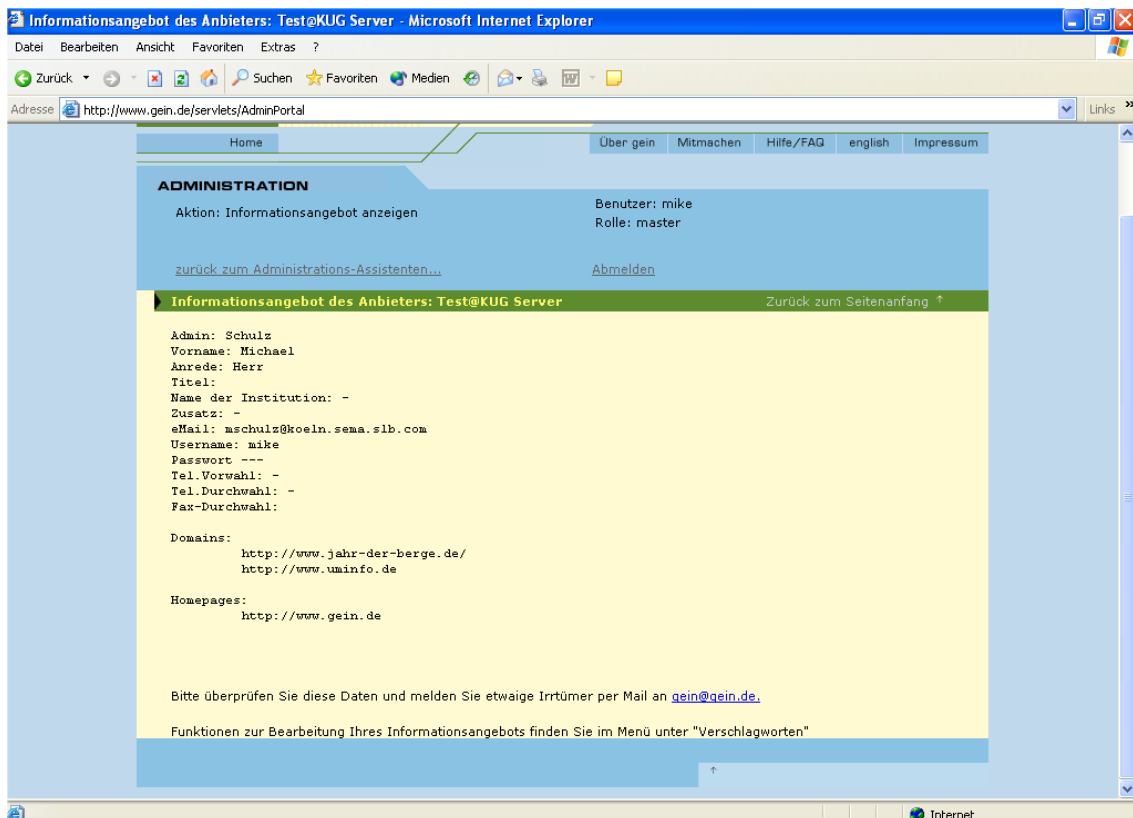 Informationsangebot des Anbieters: Test@KUG Server - Microsoft Internet Explorer
Datei Bearbeiten Ansicht Favoriten Extras ?
Zurück Suchen Favoriten Medien
Adresse http://www.gein.de/servlets/AdminPortal Links »
Home Über gein Mitmachen Hilfe/FAQ english Impressum
ADMINISTRATION
Aktion: Informationsangebot anzeigen
Benutzer: mike
Rolle: master
zurück zum Administrations-Assistenten... Abmelden
Informationsangebot des Anbieters: Test@KUG Server Zurück zum Seitenanfang ↑
Admin: Schulz
Vorname: Michael
Anrede: Herr
Titel:
Name der Institution: -
Zusatz: -
eMail: mschulz@koeln.sema.slb.com
Username: mike
Passwort ---
Tel.Vorwahl: -
Tel.Durchwahl: -
Fax-Durchwahl:
Domains:
http://www.jahr-der-berge.de/
http://www.uminfo.de
Homepages:
http://www.gein.de
Bitte überprüfen Sie diese Daten und melden Sie etwaige Irrtümer per Mail an gein@gein.de.
Funktionen zur Bearbeitung Ihres Informationsangebots finden Sie im Menü unter "Verschlagworten"
↑
Internet